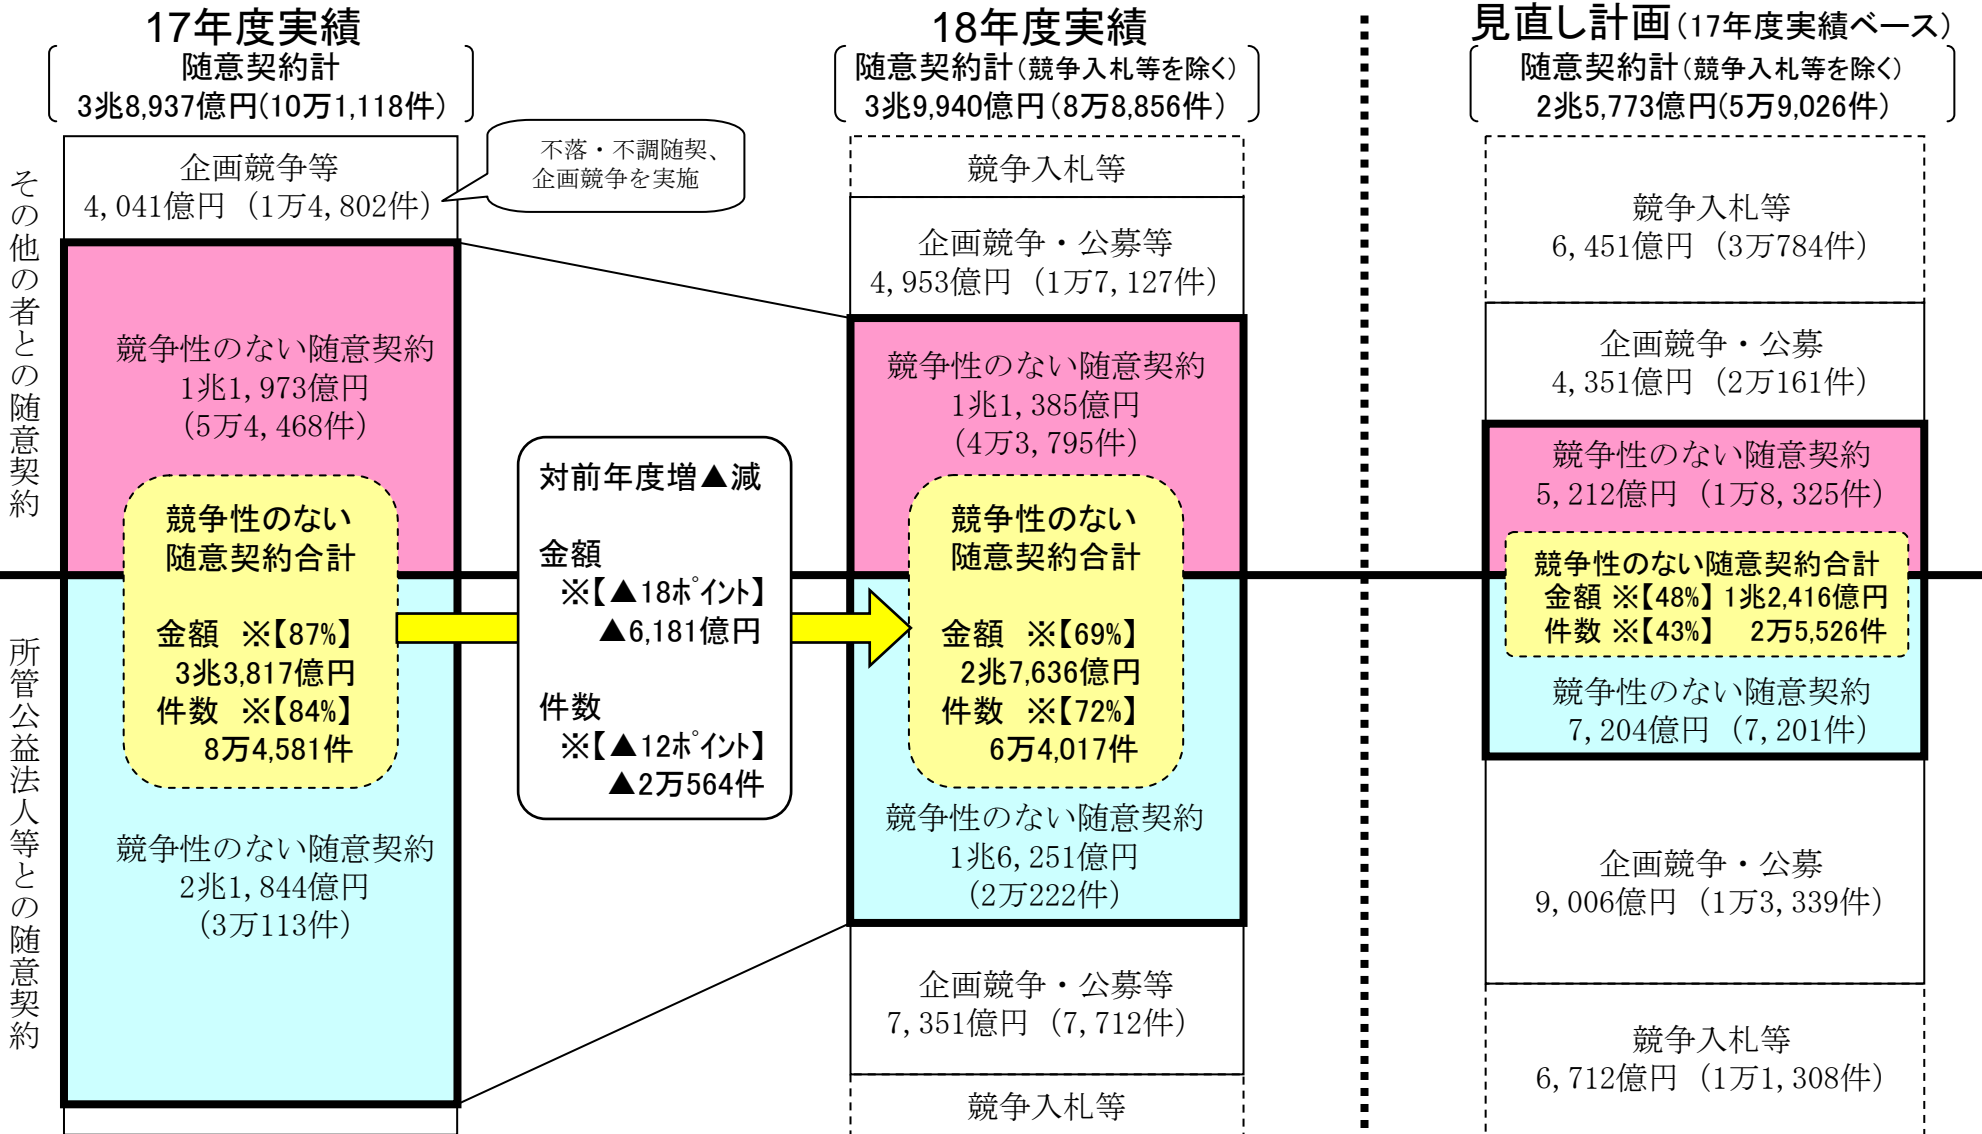 17年度実績
随意契約計
3兆8,937億円(10万1,118件)
18年度実績
随意契約計(競争入札等を除く)
3兆9,940億円(8万8,856件)
見直し計画(17年度実績ベース)
随意契約計(競争入札等を除く)
2兆5,773億円(5万9,026件)
その他の者との随意契約
所管公益法人等との随意契約
企画競争等
4,041億円（1万4,802件）
不落・不調随契、
企画競争を実施
競争性のない随意契約
1兆1,973億円
（5万4,468件）
競争性のない
随意契約合計
金額 ※【87%】
3兆3,817億円
件数 ※【84%】
8万4,581件
競争性のない随意契約
2兆1,844億円
（3万113件）
対前年度増▲減
金額
※【▲18ﾎﾟｲﾝﾄ】
▲6,181億円
件数
※【▲12ﾎﾟｲﾝﾄ】
▲2万564件
競争入札等
企画競争・公募等
4,953億円（1万7,127件）
競争性のない随意契約
1兆1,385億円
（4万3,795件）
競争性のない
随意契約合計
金額 ※【69%】
2兆7,636億円
件数 ※【72%】
6万4,017件
競争性のない随意契約
1兆6,251億円
（2万222件）
企画競争・公募等
7,351億円（7,712件）
競争入札等
競争入札等
6,451億円（3万784件）
企画競争・公募
4,351億円（2万161件）
競争性のない随意契約
5,212億円（1万8,325件）
競争性のない随意契約合計
金額 ※【48%】 1兆2,416億円
件数 ※【43%】 2万5,526件
競争性のない随意契約
7,204億円（7,201件）
企画競争・公募
9,006億円（1万3,339件）
競争入札等
6,712億円（1万1,308件）